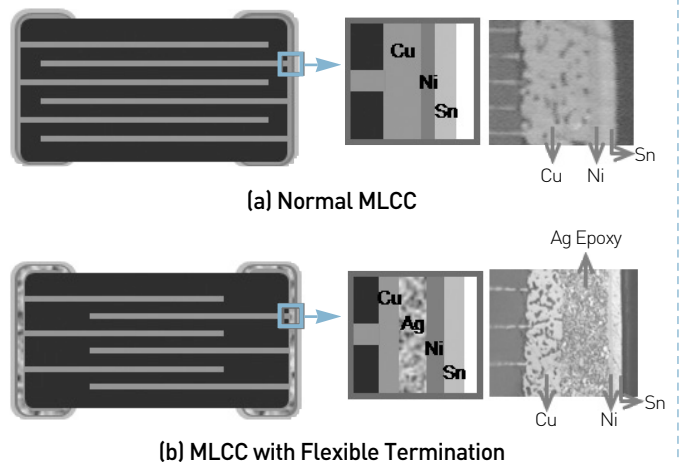 Cu
Ni
Sn
Sn
Cu Ni
(a) Normal MLCC
Ag Epoxy
Cu
Ag
Ni
Sn
Sn
Cu Ni
(b) MLCC with Flexible Termination